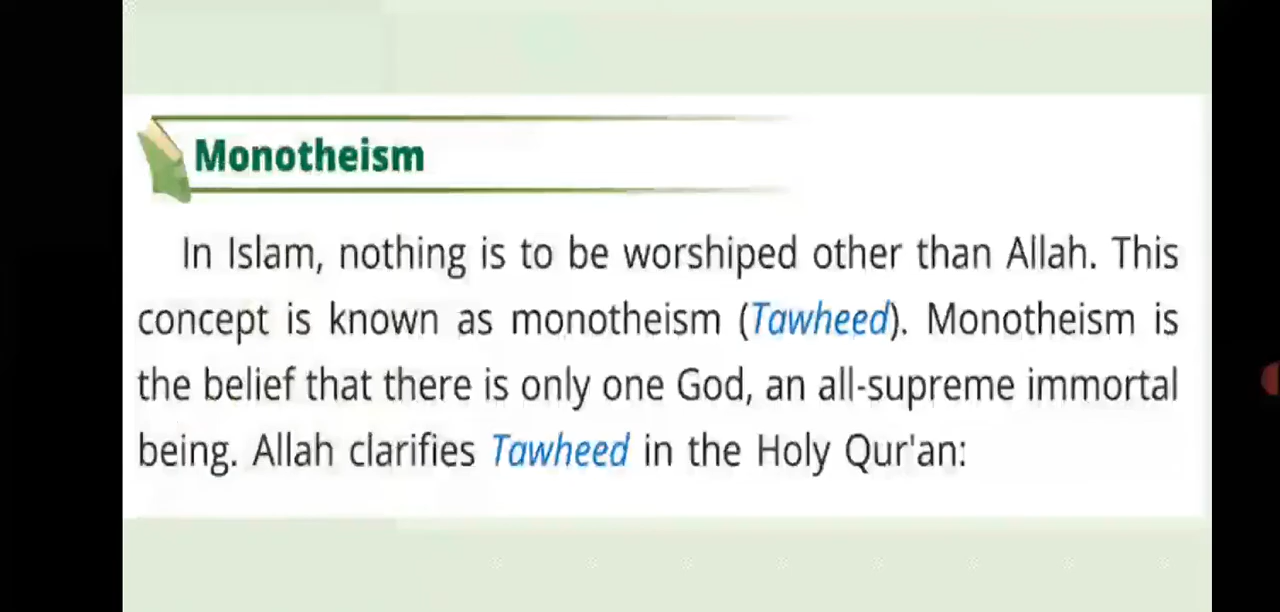 Monotheism
In Islam, nothing is to be worshiped other than Allah. This
concept is known as monotheism (Tawheed). Monotheism is
the belief that there is only one God, an all-supreme immortal
being. Allah clarifies Tawheed in the Holy Qur'an: